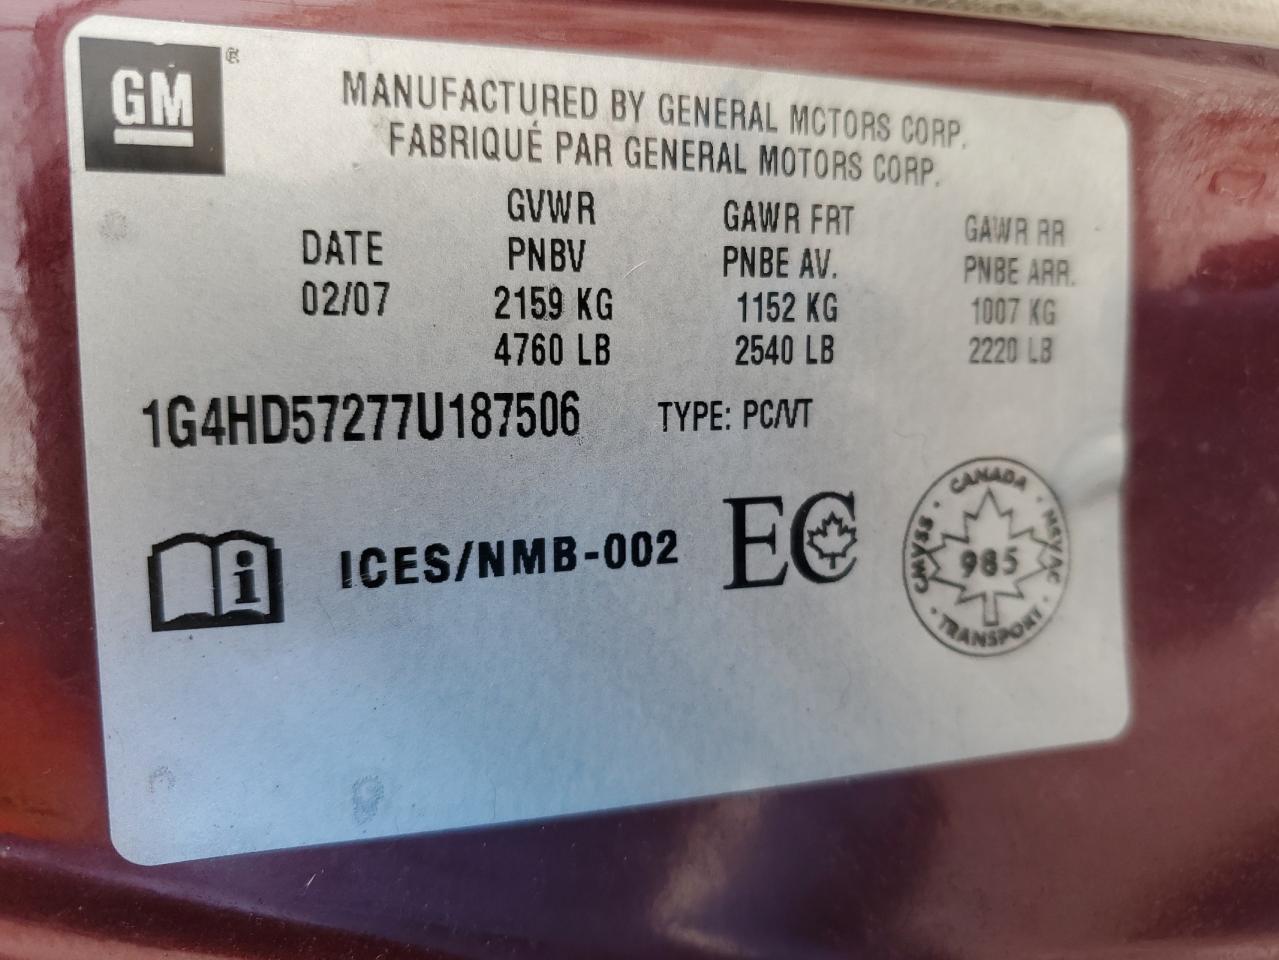 GM
MANUFACTURED BY GENERAL MOTORS CORP.
FABRIQUÉ PAR GENERAL MOTORS CORP.
DATE
02/07
GVWR
PNBV
2159 KG
4760 LB
GAWR FRT
PNBE AV.
1152 KG
2540 LB
GAWR RR
PNBE ARR.
1007 KG
2220 LB
1G4HD57277U187506 TYPE: PC/VT
i ICES/NMB-002 EC
CANADA · MSVAC · TRANSPORT · CMVSS ·
985